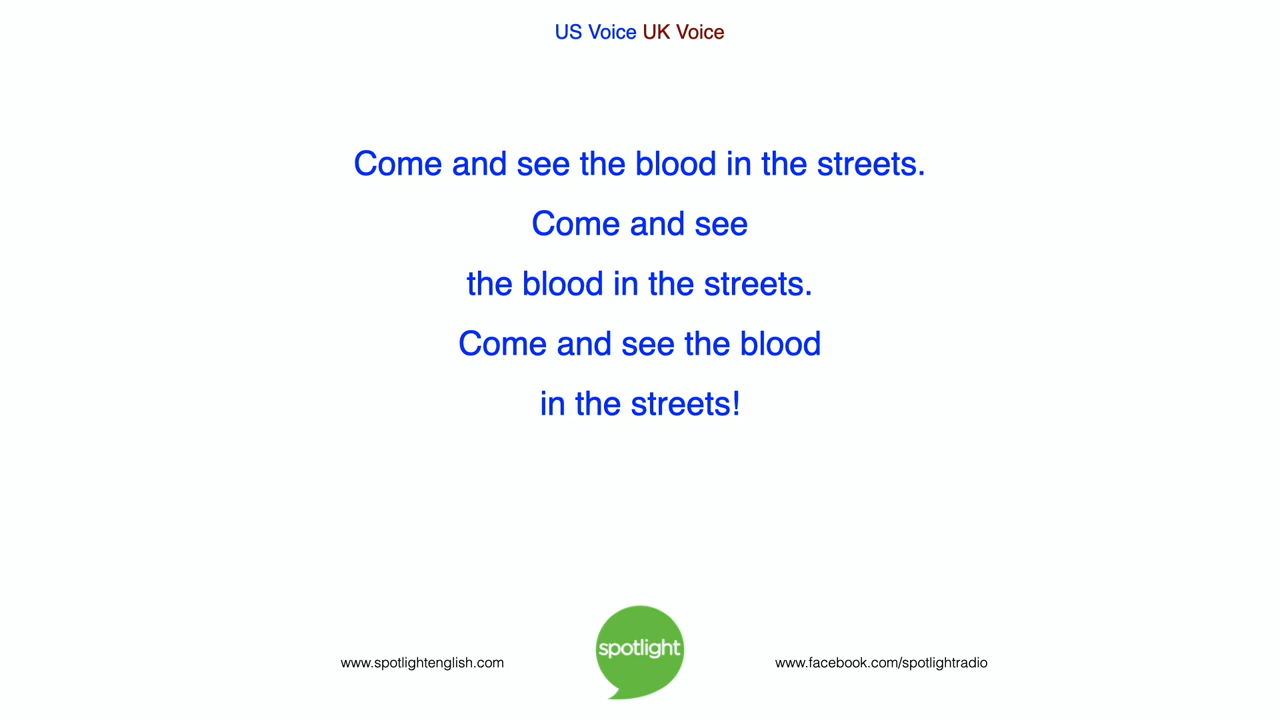 US Voice UK Voice
Come and see the blood in the streets.
Come and see
the blood in the streets.
Come and see the blood
in the streets!
spotlight
www.spotlightenglish.com
www.facebook.com/spotlightradio